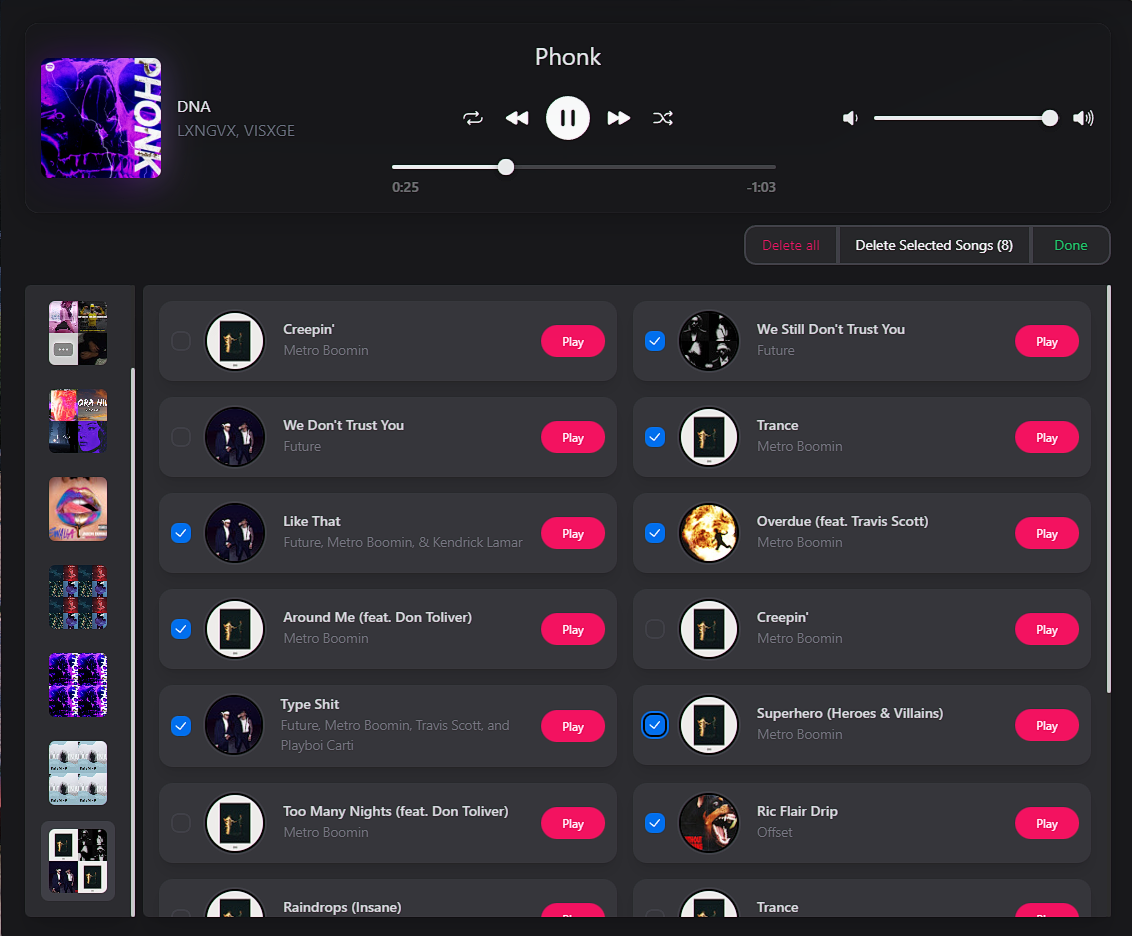 Phonk
PHONK
DNA
LXNGVX, VISXGE
0:25
-1:03
Delete all
Delete Selected Songs (8)
Done
Creepin'
Metro Boomin
Play
We Still Don't Trust You
Future
Play
We Don't Trust You
Future
Play
Trance
Metro Boomin
Play
Like That
Future, Metro Boomin, & Kendrick Lamar
Play
Overdue (feat. Travis Scott)
Metro Boomin
Play
Around Me (feat. Don Toliver)
Metro Boomin
Play
Creepin'
Metro Boomin
Play
Type Shit
Future, Metro Boomin, Travis Scott, and
Playboi Carti
Play
Superhero (Heroes & Villains)
Metro Boomin
Play
Too Many Nights (feat. Don Toliver)
Metro Boomin
Play
Ric Flair Drip
Offset
Play
Raindrops (Insane)
Play
Trance
Play